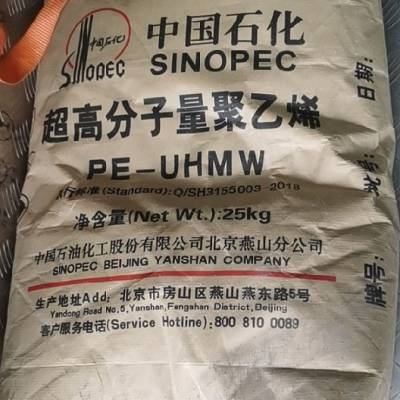 中国石化
SINOPEC
中国石化
SINOPEC
超高分子量聚乙烯
PE-UHMW
执行标准(Standard):Q/SH3155003-2018
净含量(Net Wt.):25kg
中国石油化工股份有限公司北京燕山分公司
SINOPEC BEIJING YANSHAN COMPANY
生产地址Add: 北京市房山区燕山燕东路5号
Yandong Road No.5,Yanshan,Fangshan District,Beijing
客户服务电话(Service Hotline):800 810 0089
日期:
批号:
牌号: